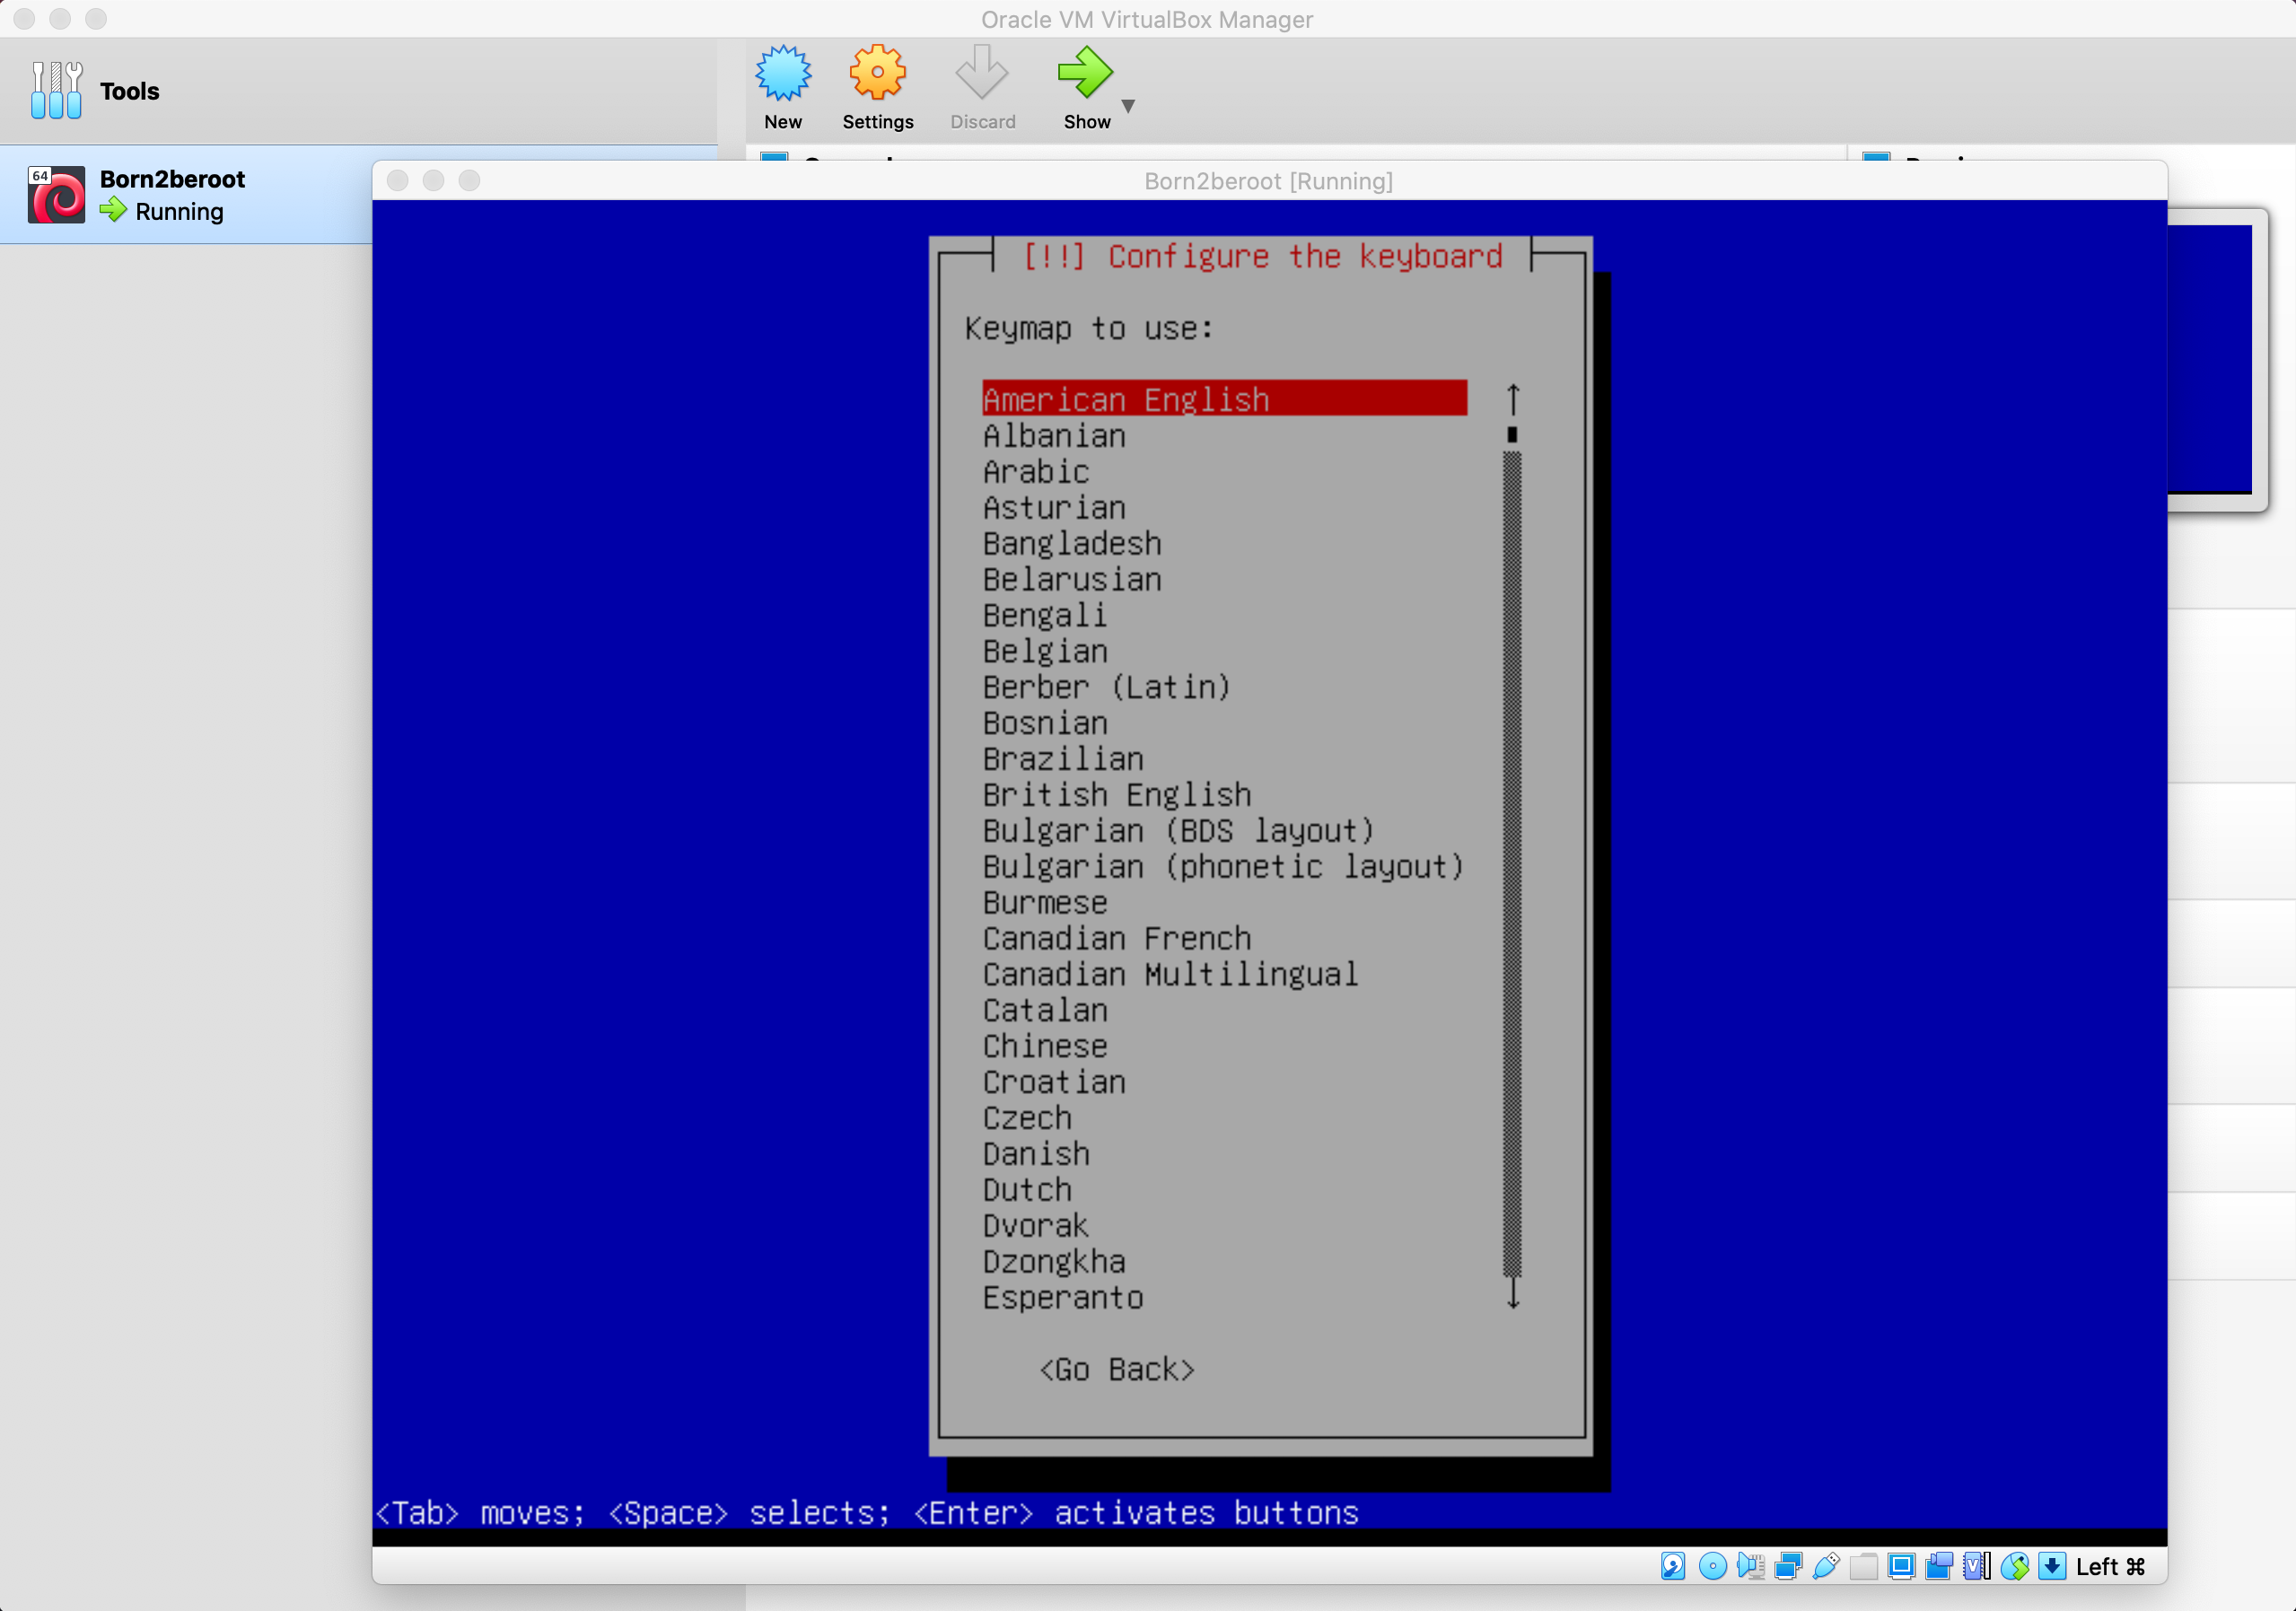 Oracle VM VirtualBox Manager
Tools
New
Settings
Discard
Show
64
Born2beroot
Running
Born2beroot [Running]
[!!] Configure the keyboard
Keymap to use:
American English
Albanian
Arabic
Asturian
Bangladesh
Belarusian
Bengali
Belgian
Berber (Latin)
Bosnian
Brazilian
British English
Bulgarian (BDS layout)
Bulgarian (phonetic layout)
Burmese
Canadian French
Canadian Multilingual
Catalan
Chinese
Croatian
Czech
Danish
Dutch
Dvorak
Dzongkha
Esperanto
<Go Back>
<Tab> moves; <Space> selects; <Enter> activates buttons
Left ⌘